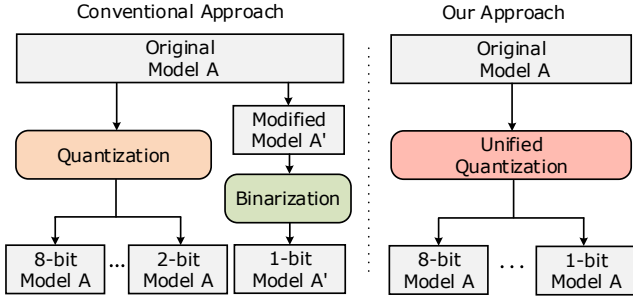 Conventional Approach
Our Approach
Original
Model A
Original
Model A
Modified
Model A'
Quantization
Unified
Quantization
Binarization
8-bit
Model A
...
2-bit
Model A
1-bit
Model A'
8-bit
Model A
...
1-bit
Model A